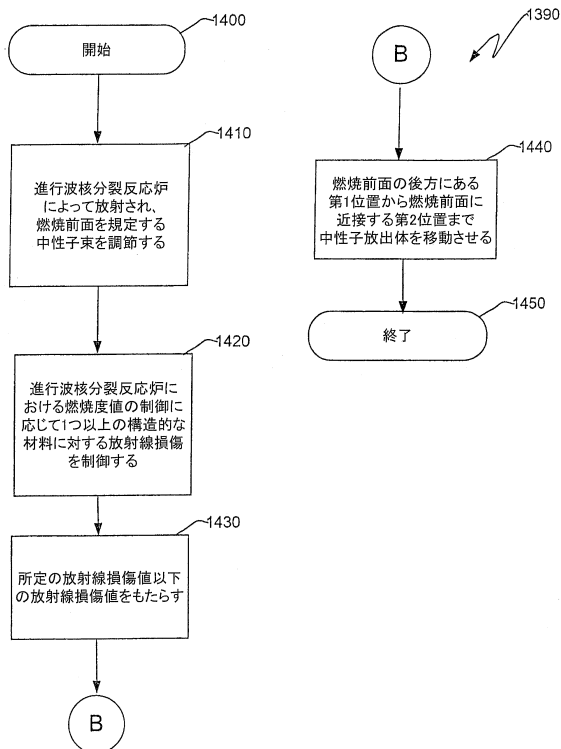 1400
開始
1410
進行波核分裂反応炉
によって放射され、
燃焼前面を規定する
中性子束を調節する
1420
進行波核分裂反応炉に
おける燃焼度値の制御に
応じて1つ以上の構造的な
材料に対する放射線損傷
を制御する
1430
所定の放射線損傷値以下
の放射線損傷値をもたらす
B
1390
B
1440
燃焼前面の後方にある
第1位置から燃焼前面に
近接する第2位置まで
中性子放出体を移動させる
1450
終了